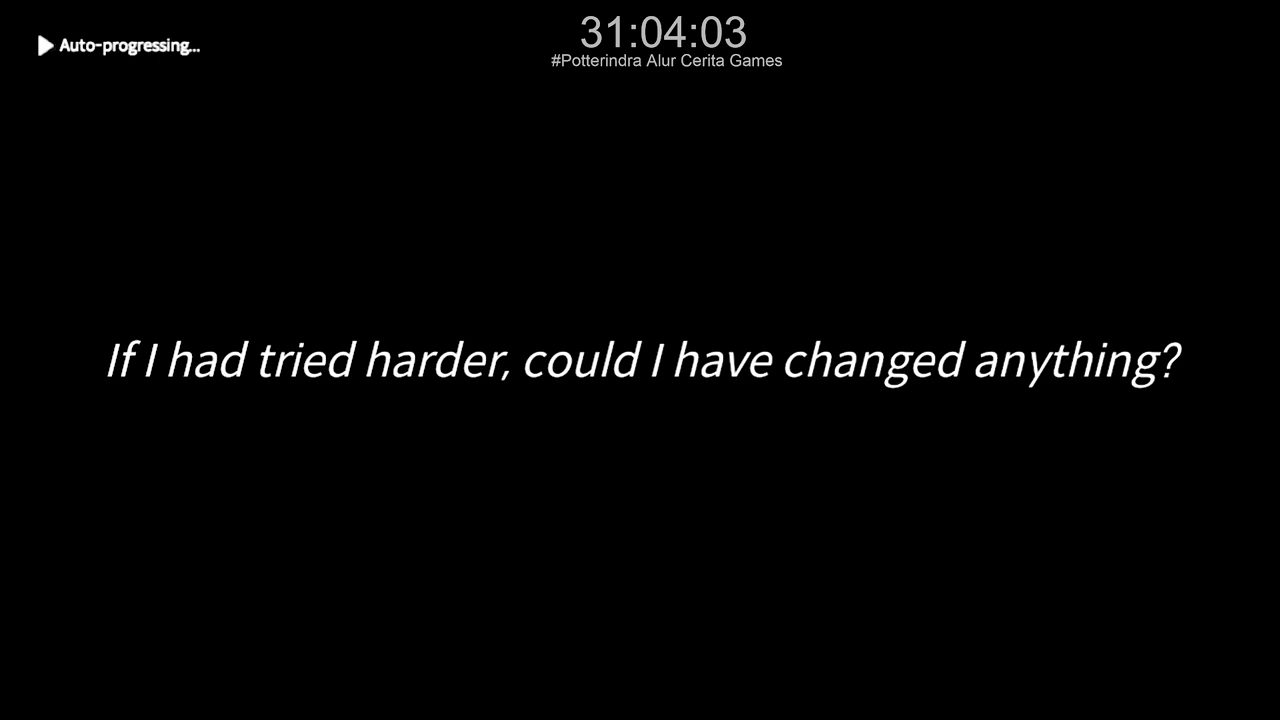 Auto-progressing...
31:04:03
#Potterindra Alur Cerita Games
If I had tried harder, could I have changed anything?